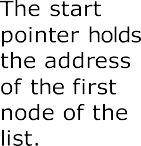 The start
pointer holds
the address
of the first
node of the
list.